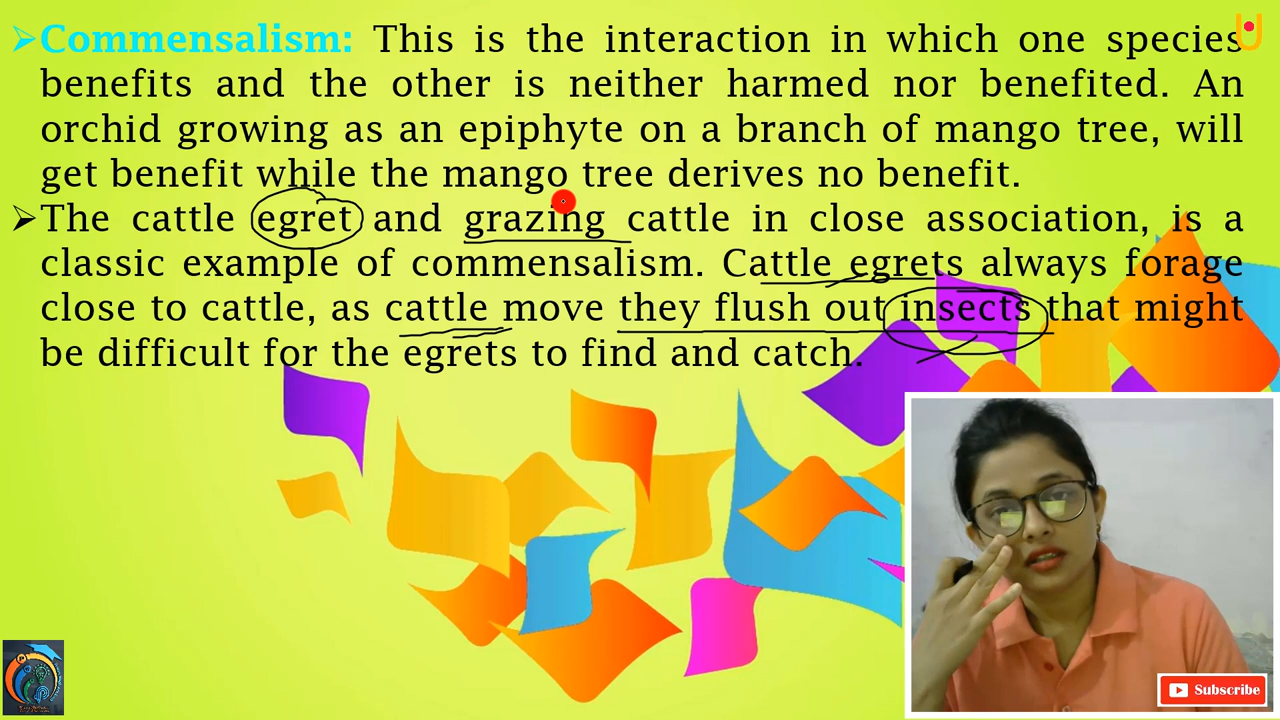 ➢Commensalism: This is the interaction in which one species
benefits and the other is neither harmed nor benefited. An
orchid growing as an epiphyte on a branch of mango tree, will
get benefit while the mango tree derives no benefit.
➢The cattle egret and grazing cattle in close association, is a
classic example of commensalism. Cattle egrets always forage
close to cattle, as cattle move they flush out insects that might
be difficult for the egrets to find and catch.
Subscribe